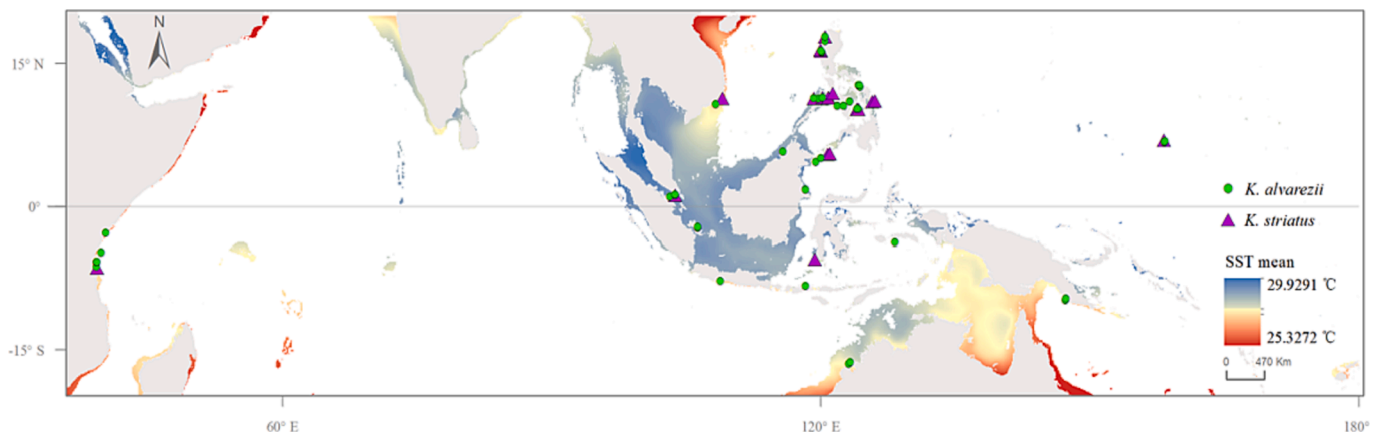 N
15° N
0°
-15° S
K. alvarezii
K. striatus
SST mean
29.9291 ℃
25.3272 ℃
0 470 Km
60° E
120° E
180°